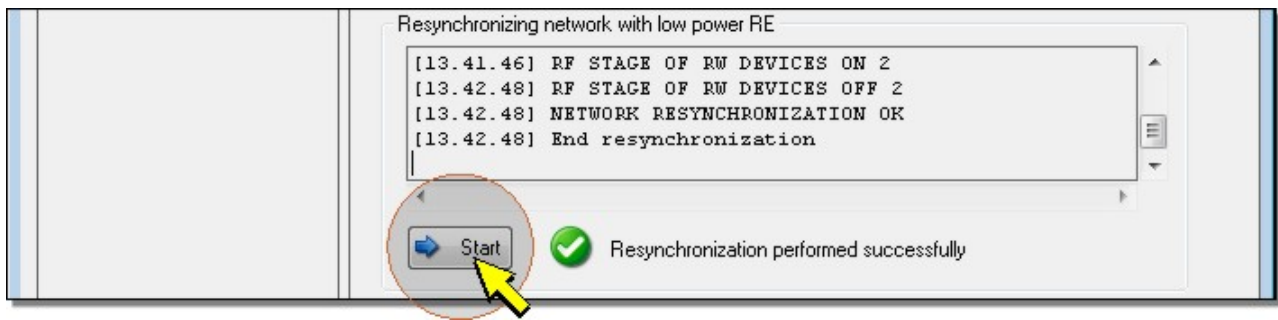 Resynchronizing network with low power RE
[13.41.46] RF STAGE OF RW DEVICES ON 2
[13.42.48] RF STAGE OF RW DEVICES OFF 2
[13.42.48] NETWORK RESYNCHRONIZATION OK
[13.42.48] End resynchronization
Start
Resynchronization performed successfully